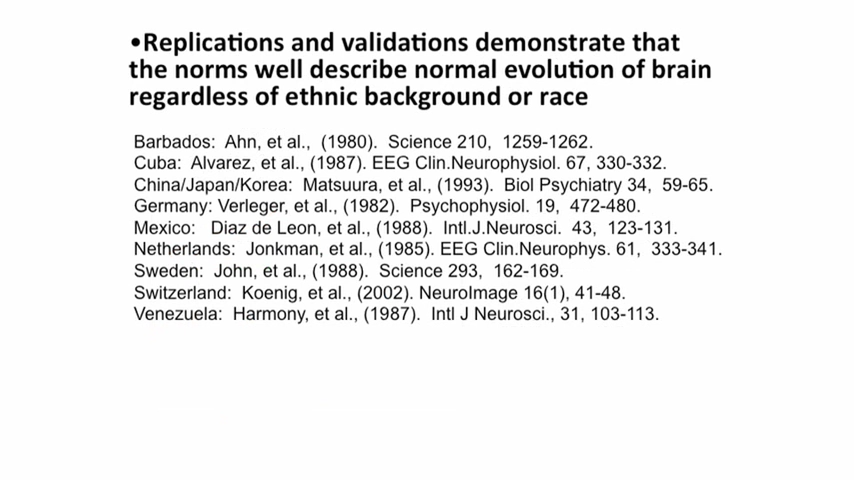 •Replications and validations demonstrate that
the norms well describe normal evolution of brain
regardless of ethnic background or race
Barbados: Ahn, et al., (1980). Science 210, 1259-1262.
Cuba: Alvarez, et al., (1987). EEG Clin.Neurophysiol. 67, 330-332.
China/Japan/Korea: Matsuura, et al., (1993). Biol Psychiatry 34, 59-65.
Germany: Verleger, et al., (1982). Psychophysiol. 19, 472-480.
Mexico: Diaz de Leon, et al., (1988). Intl.J.Neurosci. 43, 123-131.
Netherlands: Jonkman, et al., (1985). EEG Clin.Neurophys. 61, 333-341.
Sweden: John, et al., (1988). Science 293, 162-169.
Switzerland: Koenig, et al., (2002). NeuroImage 16(1), 41-48.
Venezuela: Harmony, et al., (1987). Intl J Neurosci., 31, 103-113.